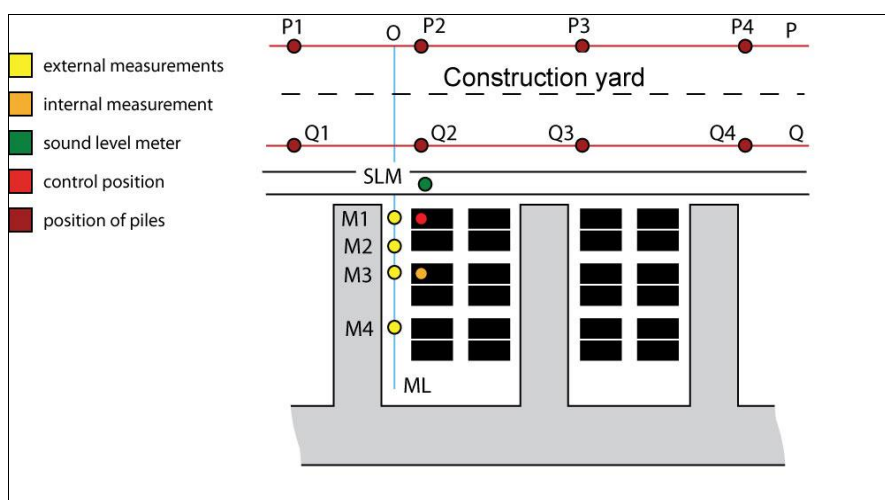 P1
O
P2
P3
P4
P
external measurements
Construction yard
internal measurement
sound level meter
Q1
Q2
Q3
Q4
Q
control position
SLM
position of piles
M1
M2
M3
M4
ML